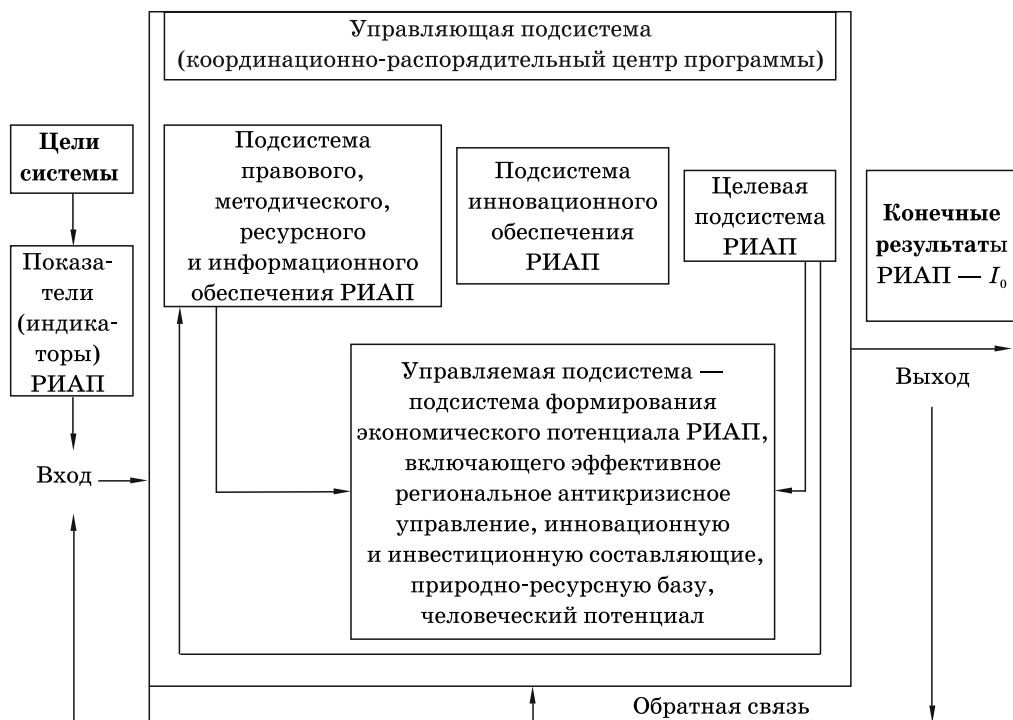 Управляющая подсистема
(координационно-распорядительный центр программы)
Цели
системы
Показа-
тели
(индика-
торы)
РИАП
Вход
Подсистема
правового,
методического,
ресурсного
и информационного
обеспечения РИАП
Подсистема
инновационного
обеспечения
РИАП
Целевая
подсистема
РИАП
Управляемая подсистема —
подсистема формирования
экономического потенциала РИАП,
включающего эффективное
региональное антикризисное
управление, инновационную
и инвестиционную составляющие,
природно-ресурсную базу,
человеческий потенциал
Конечные
результаты
РИАП — I₀
Выход
Обратная связь